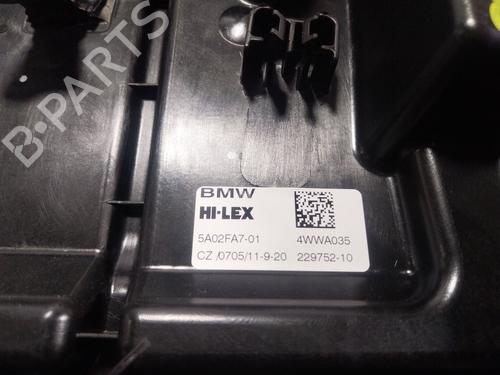 B-PARTS
BMW
HI-LEX
5A02FA7-01 4WWA035
CZ /0705/11-9-20 229752-10